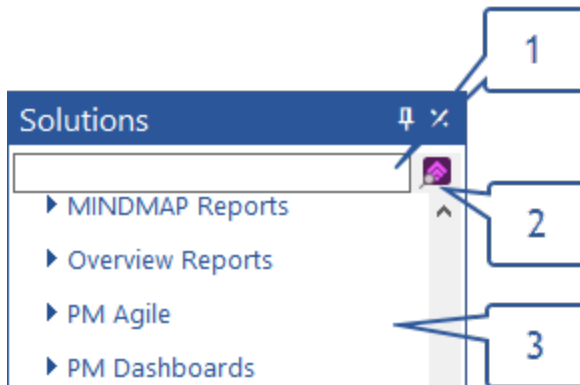 1
Solutions
MINDMAP Reports
2
Overview Reports
PM Agile
3
PM Dashboards